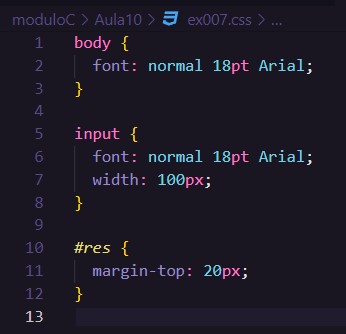 moduloC > Aula10 > ex007.css > ...
1 body {
2 font: normal 18pt Arial;
3 }
4
5 input {
6 font: normal 18pt Arial;
7 width: 100px;
8 }
9
10 #res {
11 margin-top: 20px;
12 }
13